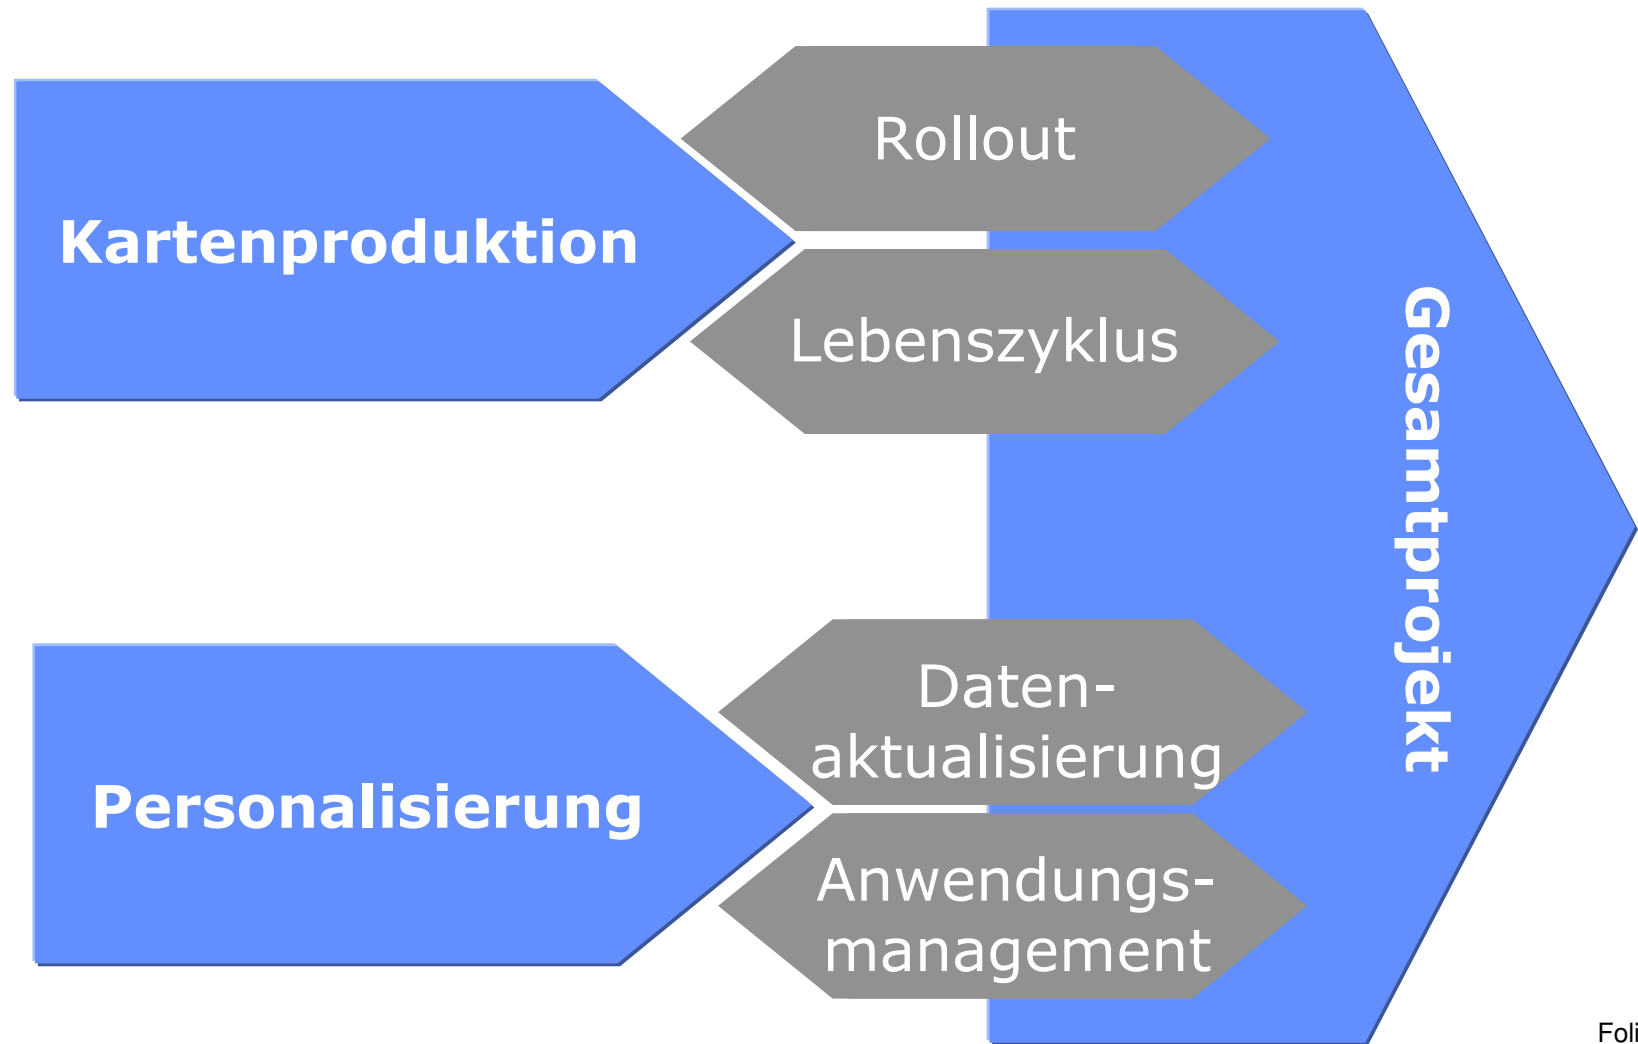 Rollout
Kartenproduktion
Lebenszyklus
Gesamtprojekt
Daten-
aktualisierung
Personalisierung
Anwendungs-
management
Foli